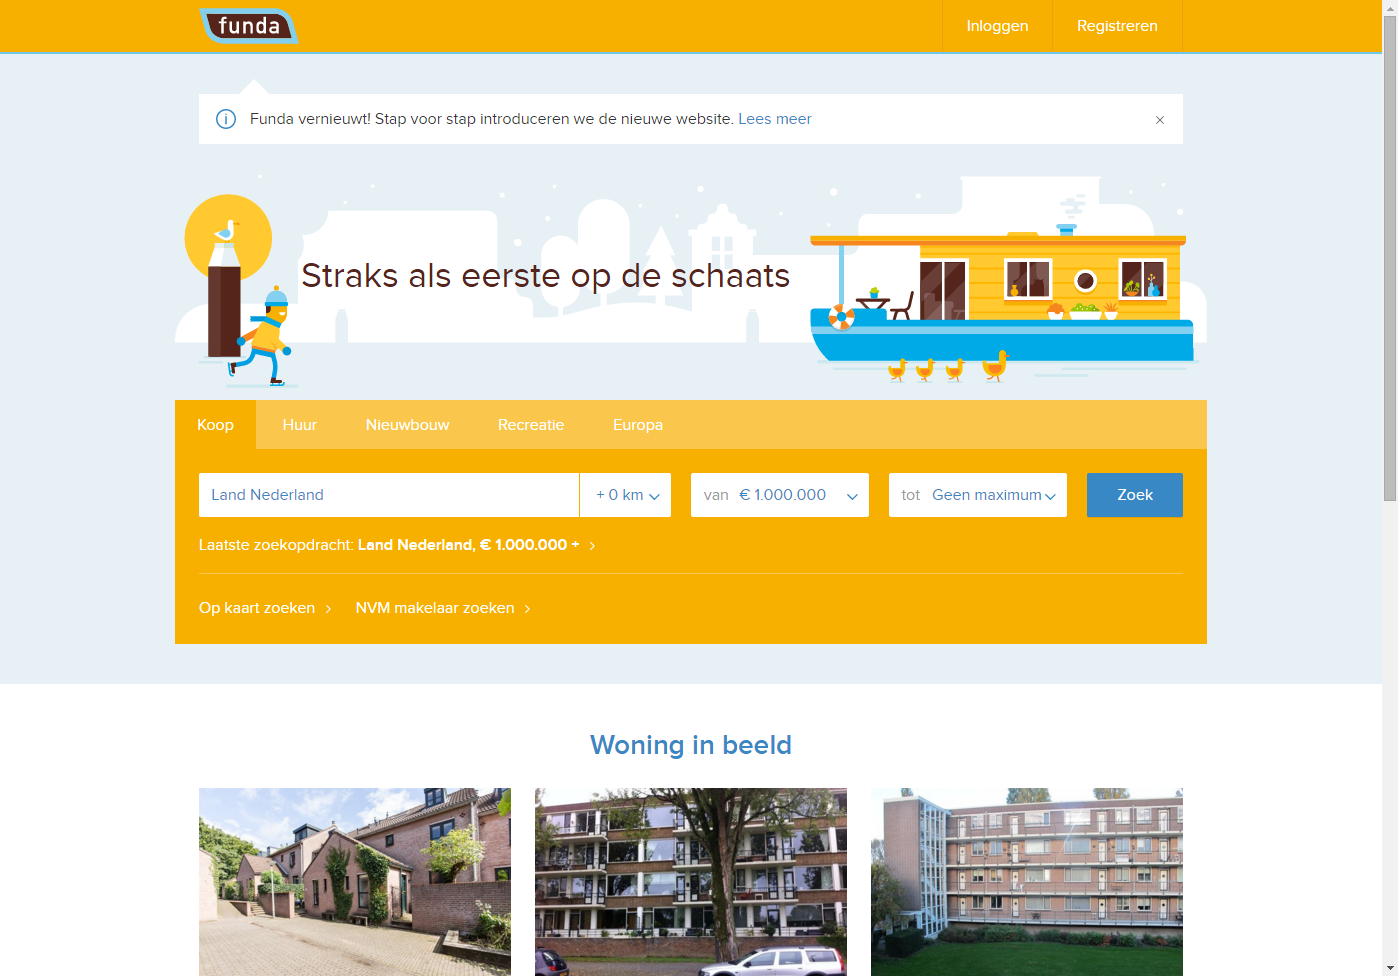 funda
Inloggen
Registreren
Funda vernieuwt! Stap voor stap introduceren we de nieuwe website. Lees meer
Straks als eerste op de schaats
Koop
Huur
Nieuwbouw
Recreatie
Europa
Land Nederland
+ 0 km
van € 1.000.000
tot Geen maximum
Zoek
Laatste zoekopdracht: Land Nederland, € 1.000.000 +
Op kaart zoeken
NVM makelaar zoeken
Woning in beeld